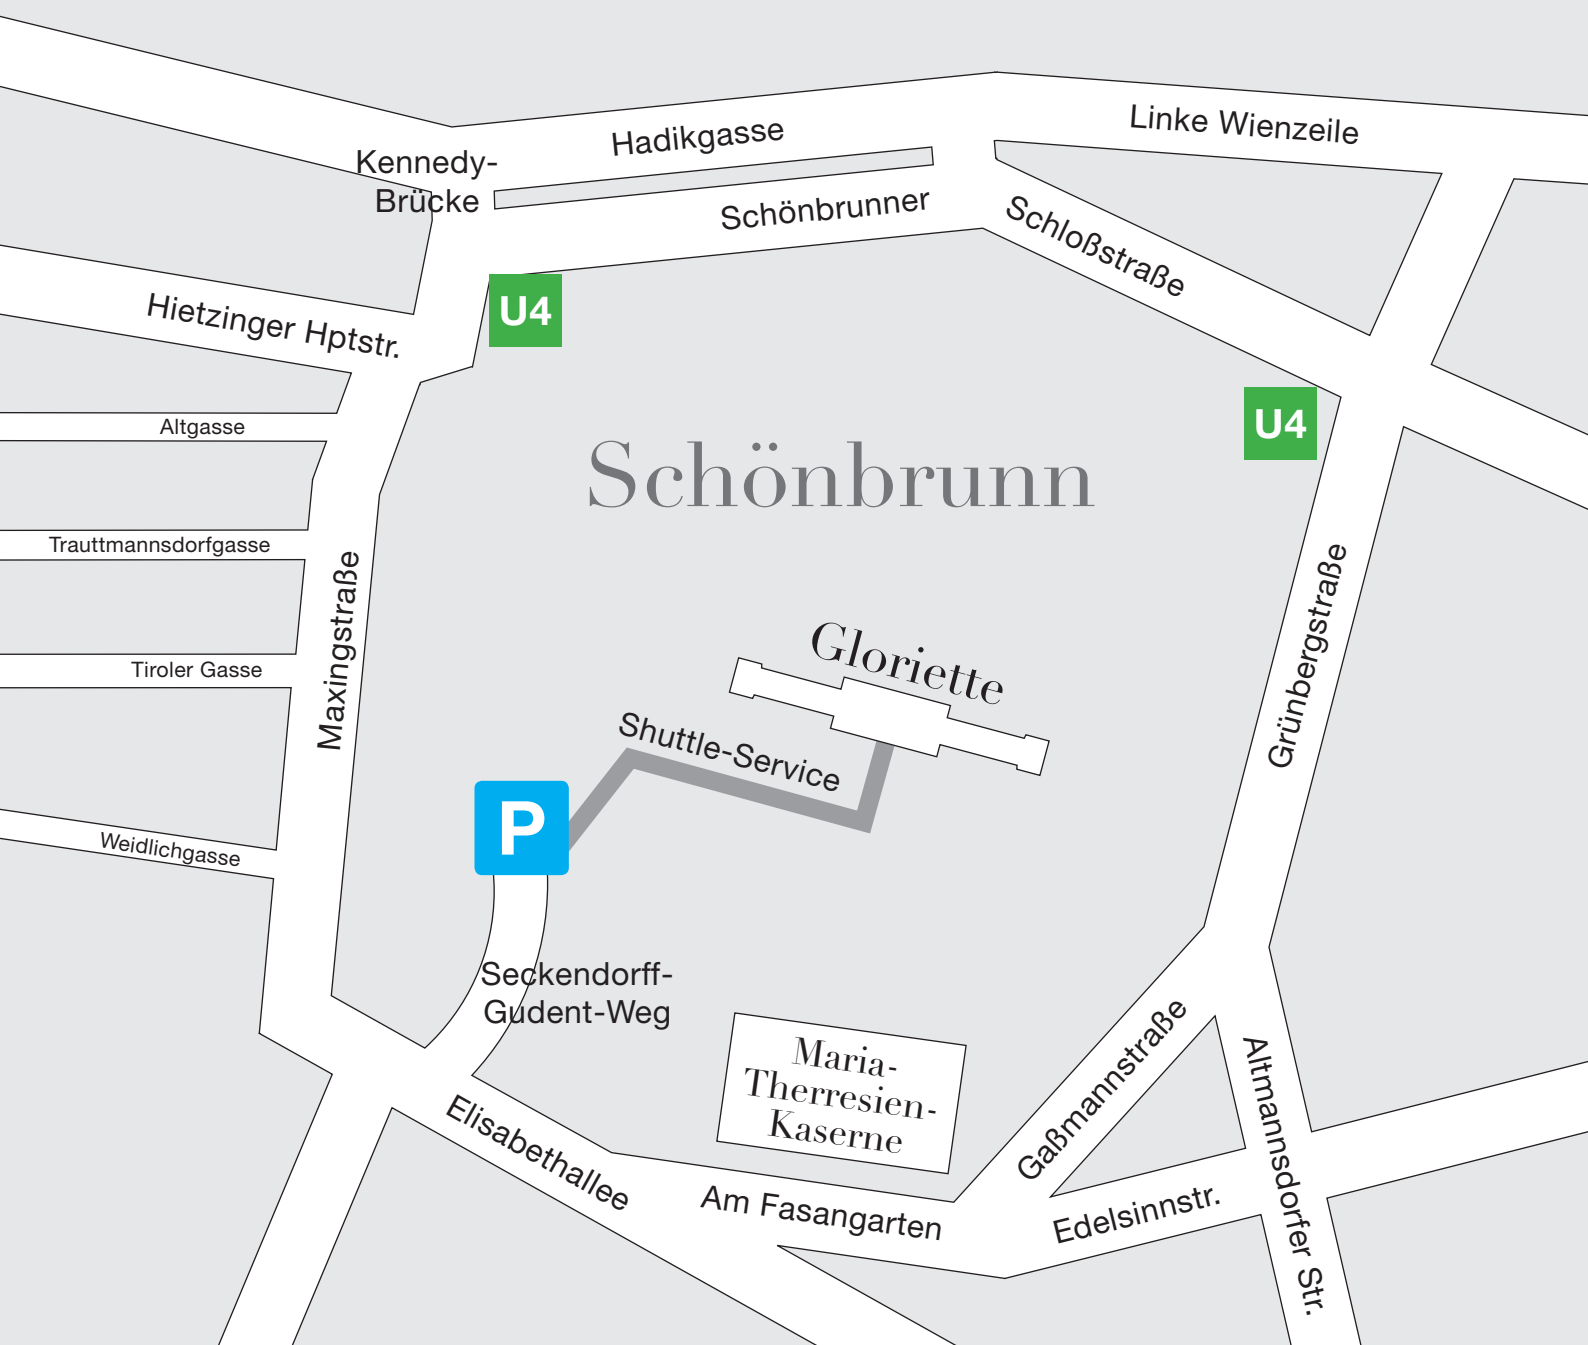 Linke Wienzeile
Hadikgasse
Kennedy-
Brücke
Schönbrunner
Schloßstraße
Hietzinger Hptstr.
U4
U4
Altgasse
Schönbrunn
Trauttmannsdorfgasse
Maxingstraße
Grünbergstraße
Tiroler Gasse
Gloriette
Shuttle-Service
P
Weidlichgasse
Seckendorff-
Gudent-Weg
Maria-
Therresien-
Kaserne
Gaßmannstraße
Altmannsdorfer Str.
Elisabethallee
Am Fasangarten
Edelsinnstr.